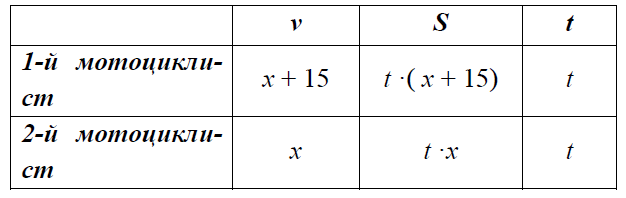 v S t
1-й мотоцикли-
ст x + 15 t ·( x + 15) t
2-й мотоцикли-
ст x t ·x t